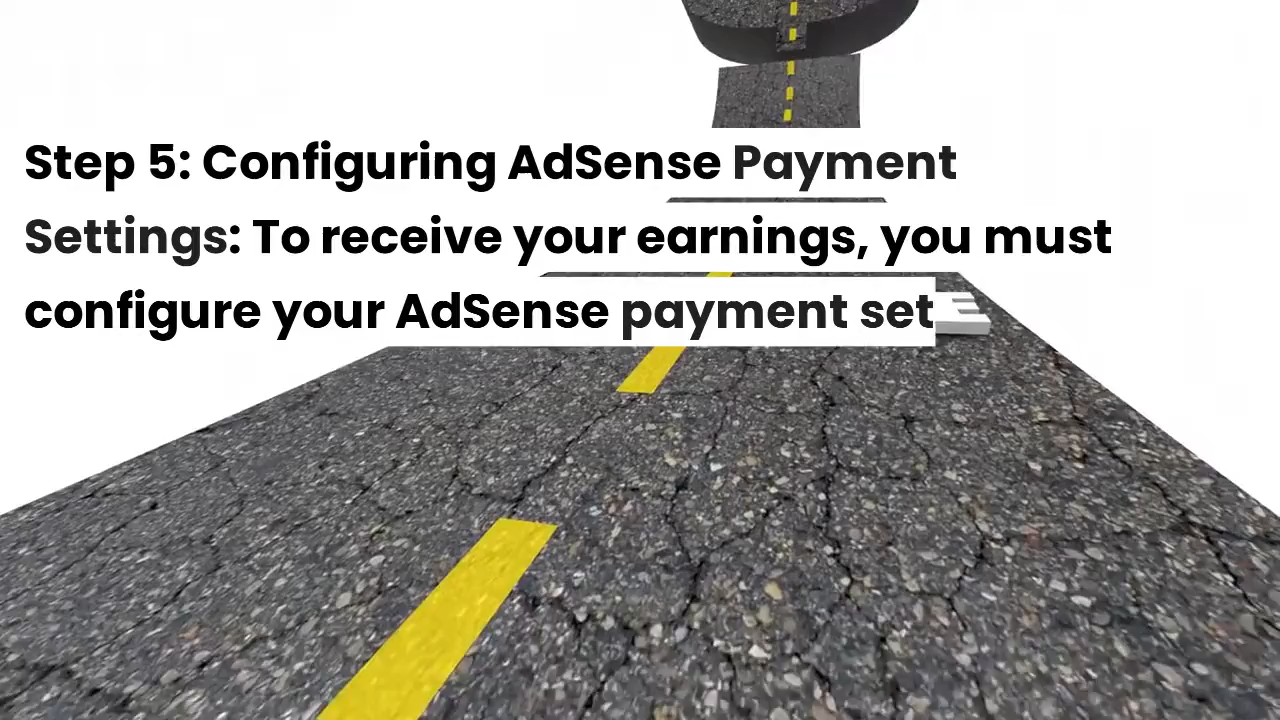 Step 5: Configuring AdSense Payment
Settings: To receive your earnings, you must
configure your AdSense payment set